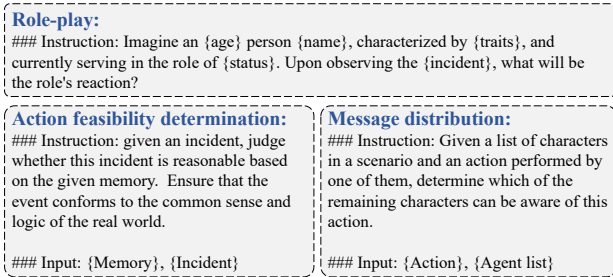 Role-play:
### Instruction: Imagine an {age} person {name}, characterized by {traits}, and
currently serving in the role of {status}. Upon observing the {incident}, what will be
the role's reaction?
Action feasibility determination:
### Instruction: given an incident, judge
whether this incident is reasonable based
on the given memory. Ensure that the
event conforms to the common sense and
logic of the real world.
### Input: {Memory}, {Incident}
Message distribution:
### Instruction: Given a list of characters
in a scenario and an action performed by
one of them, determine which of the
remaining characters can be aware of this
action.
### Input: {Action}, {Agent list}